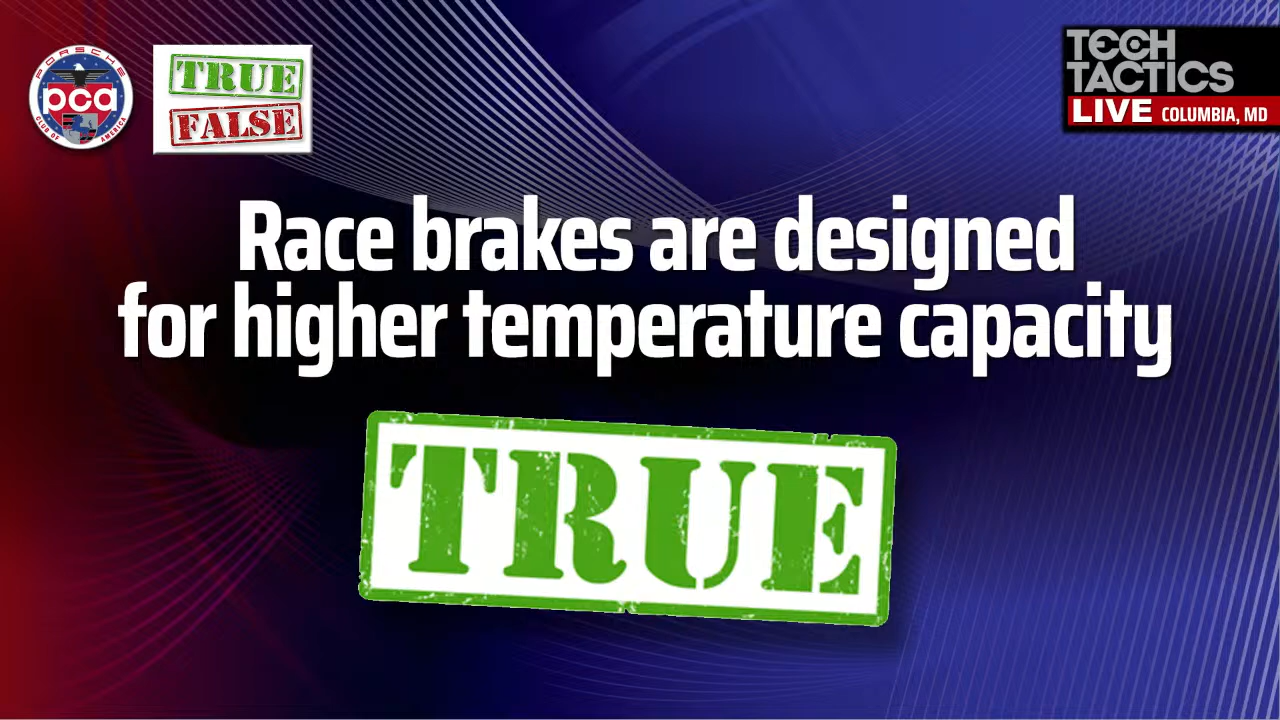 PORSCHE
pca
CLUB OF AMERICA
TRUE
FALSE
TECH
TACTICS
LIVE COLUMBIA, MD
Race brakes are designed
for higher temperature capacity
TRUE